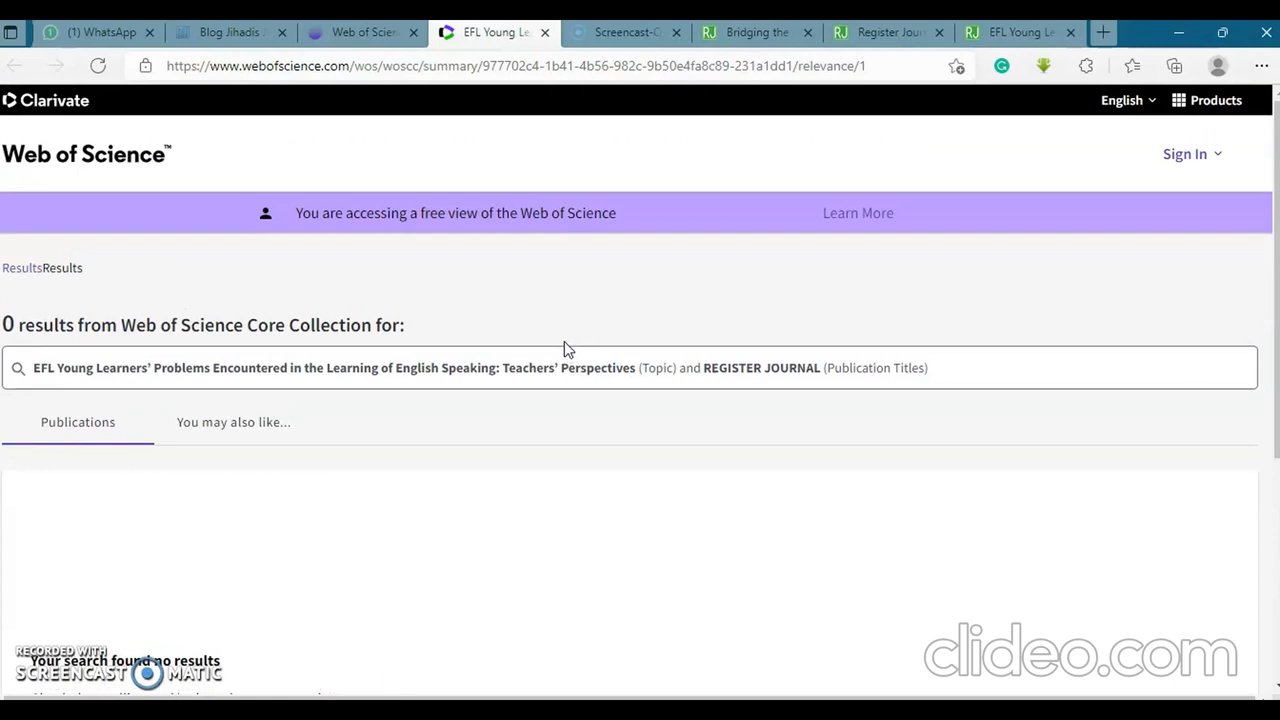 (1) WhatsApp
Blog Jihadis
Web of Scien
EFL Young Le
Screencast-O
Bridging the
Register Jour
EFL Young Le
https://www.webofscience.com/wos/woscc/summary/977702c4-1b41-4b56-982c-9b50e4fa8c89-231a1dd1/relevance/1
Clarivate
English
Products
Web of Science™
Sign In
You are accessing a free view of the Web of Science
Learn More
ResultsResults
0 results from Web of Science Core Collection for:
EFL Young Learners’ Problems Encountered in the Learning of English Speaking: Teachers’ Perspectives (Topic) and REGISTER JOURNAL (Publication Titles)
Publications
You may also like...
RECORDED WITH
Your search found no results
SCREENCAST MATIC
clideo.com